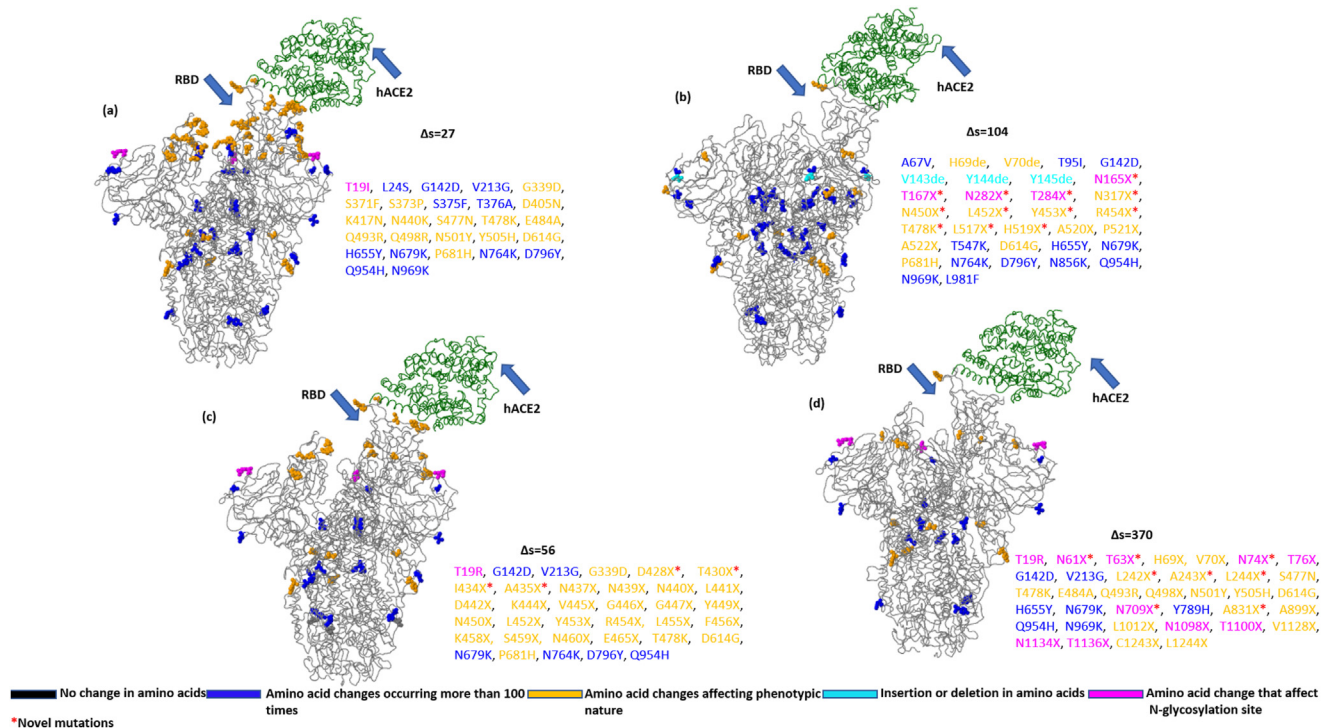 (a)
RBD
hACE2
Δs=27
T19I, L24S, G142D, V213G, G339D,
S371F, S373P, S375F, T376A, D405N,
K417N, N440K, S477N, T478K, E484A,
Q493R, Q498R, N501Y, Y505H, D614G,
H655Y, N679K, P681H, N764K, D796Y,
Q954H, N969K
(b)
RBD
hACE2
Δs=104
A67V, H69de, V70de, T95I, G142D,
V143de, Y144de, Y145de, N165X*,
T167X*, N282X*, T284X*, N317X*,
N450X*, L452X*, Y453X*, R454X*,
T478K*, L517X*, H519X*, A520X, P521X,
A522X, T547K, D614G, H655Y, N679K,
P681H, N764K, D796Y, N856K, Q954H,
N969K, L981F
(c)
RBD
hACE2
Δs=56
T19R, G142D, V213G, G339D, D428X*, T430X*,
I434X*, A435X*, N437X, N439X, N440X, L441X,
D442X, K444X, V445X, G446X, G447X, Y449X,
N450X, L452X, Y453X, R454X, L455X, F456X,
K458X, S459X, N460X, E465X, T478K, D614G,
N679K, P681H, N764K, D796Y, Q954H
(d)
RBD
hACE2
Δs=370
T19R, N61X*, T63X*, H69X, V70X, N74X*, T76X,
G142D, V213G, L242X*, A243X*, L244X*, S477N,
T478K, E484A, Q493R, Q498X, N501Y, Y505H, D614G,
H655Y, N679K, N709X*, Y789H, A831X*, A899X,
Q954H, N969K, L1012X, N1098X*, T1100X*, V1128X,
N1134X, T1136X, C1243X, L1244X
No change in amino acids
Amino acid changes occurring more than 100
times
Amino acid changes affecting phenotypic
nature
Insertion or deletion in amino acids
Amino acid change that affect
N-glycosylation site
*Novel mutations